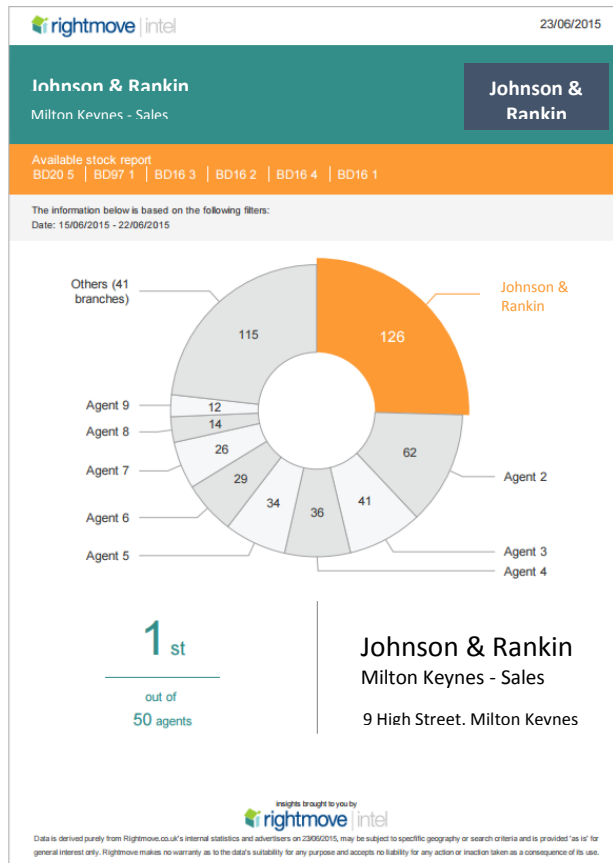 rightmove | intel
23/06/2015
Johnson & Rankin
Milton Keynes - Sales
Johnson &
Rankin
Available stock report
BD20 5 | BD97 1 | BD16 3 | BD16 2 | BD16 4 | BD16 1
The information below is based on the following filters:
Date: 15/06/2015 - 22/06/2015
Others (41
branches)
Johnson &
Rankin
115
126
Agent 9
12
Agent 8
14
Agent 7
26
62
Agent 2
29
Agent 6
34
36
41
Agent 5
Agent 3
Agent 4
1 st
out of
50 agents
Johnson & Rankin
Milton Keynes - Sales
9 High Street, Milton Keynes
insights brought to you by
rightmove | intel
Data is derived purely from Rightmove.co.uk's internal statistics and advertisers on 23/06/2015, may be subject to specific geography or search criteria and is provided 'as is' for
general interest only. Rightmove makes no warranty as to the data's suitability for any purpose and accepts no liability for any action or inaction taken as a consequence of its use.